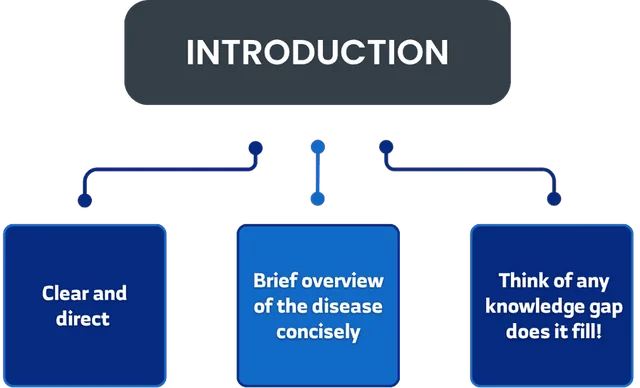 INTRODUCTION
Clear and
direct
Brief overview
of the disease
concisely
Think of any
knowledge gap
does it fill!